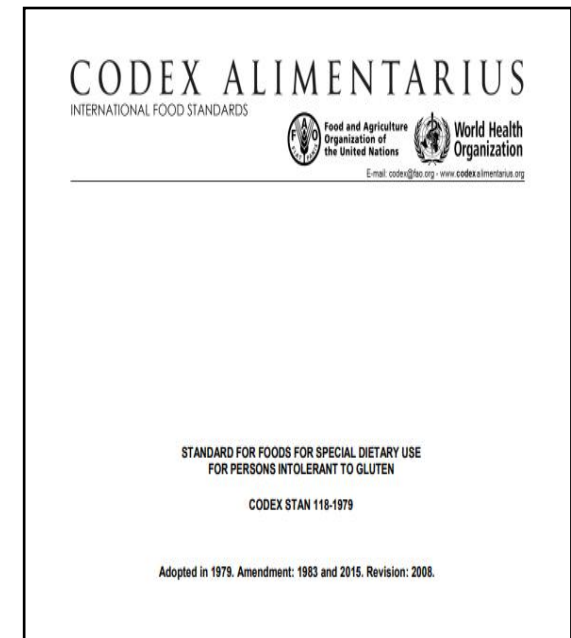 CODEX ALIMENTARIUS
INTERNATIONAL FOOD STANDARDS
Food and Agriculture
Organization of
the United Nations
World Health
Organization
E-mail: codex@fao.org - www.codexalimentarius.org
STANDARD FOR FOODS FOR SPECIAL DIETARY USE
FOR PERSONS INTOLERANT TO GLUTEN
CODEX STAN 118-1979
Adopted in 1979. Amendment: 1983 and 2015. Revision: 2008.